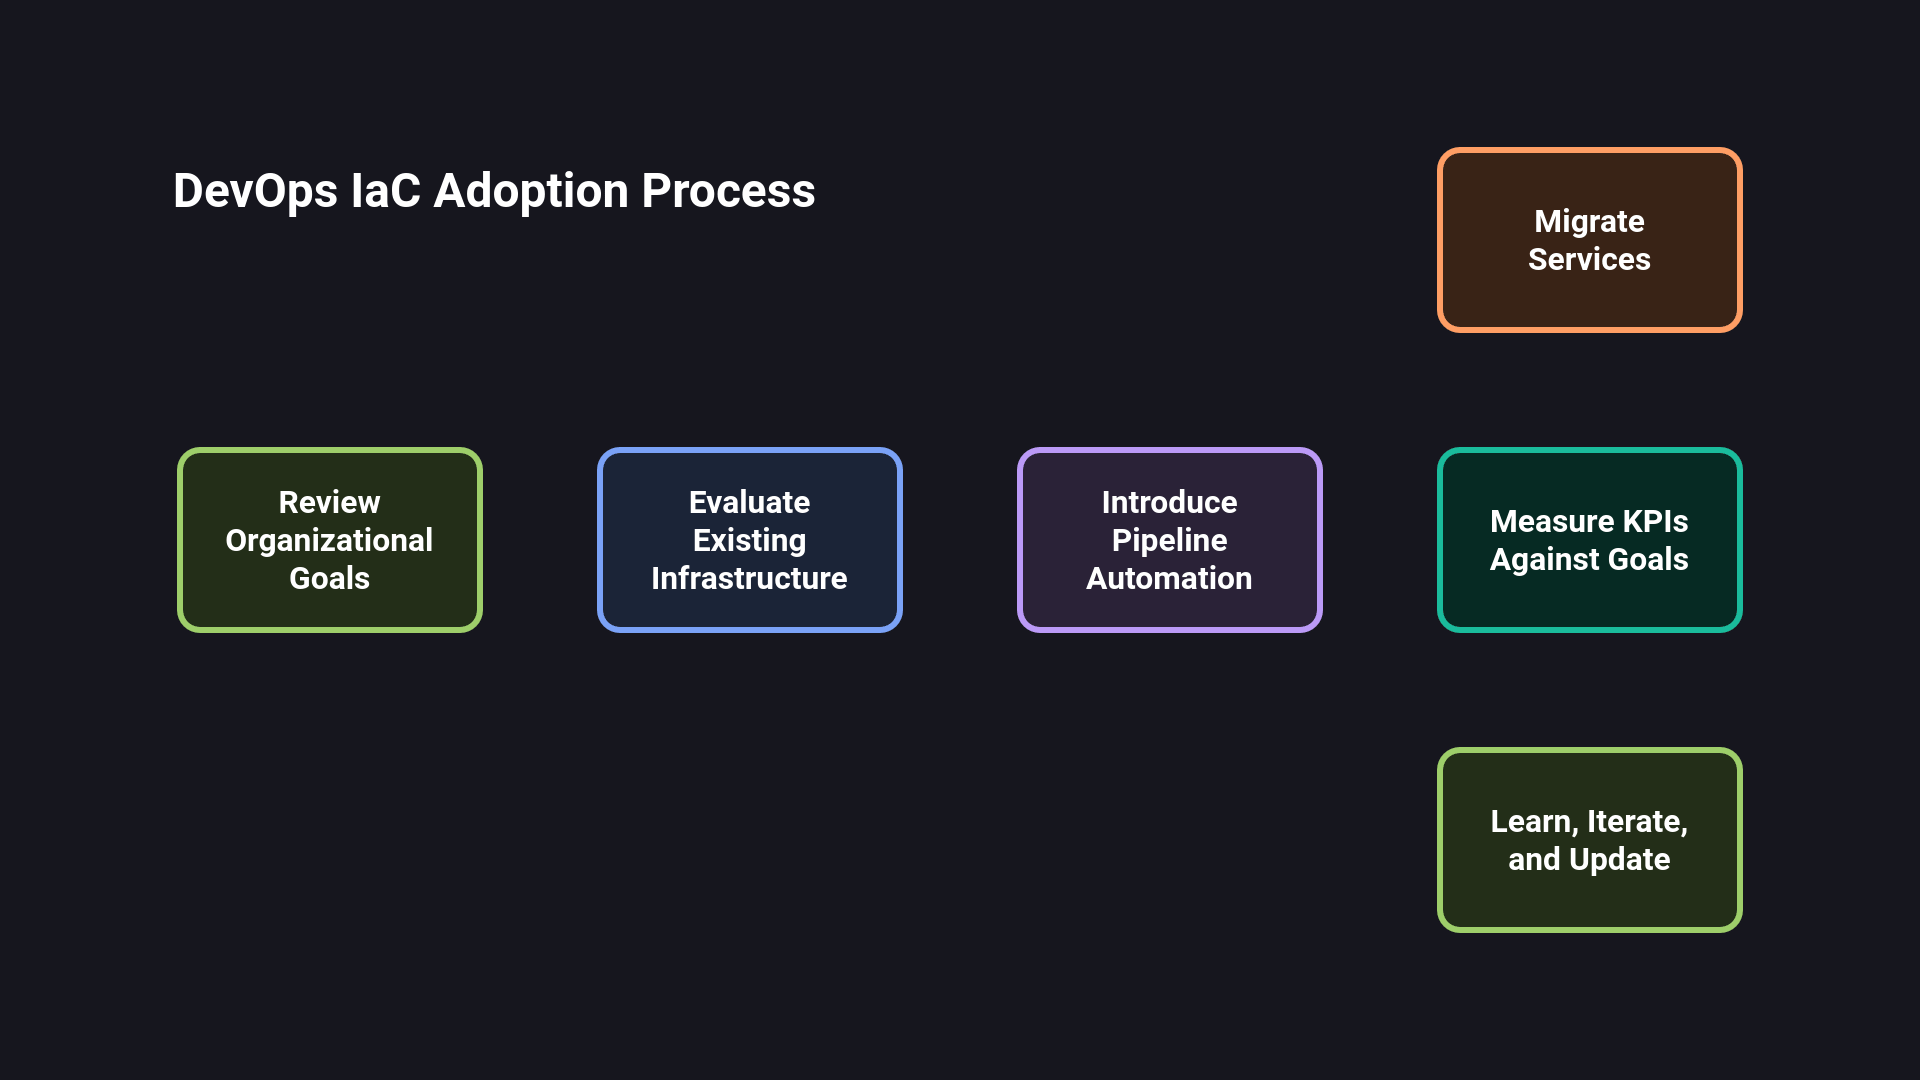 DevOps IaC Adoption Process
Migrate
Services
Review
Organizational
Goals
Evaluate
Existing
Infrastructure
Introduce
Pipeline
Automation
Measure KPIs
Against Goals
Learn, Iterate,
and Update